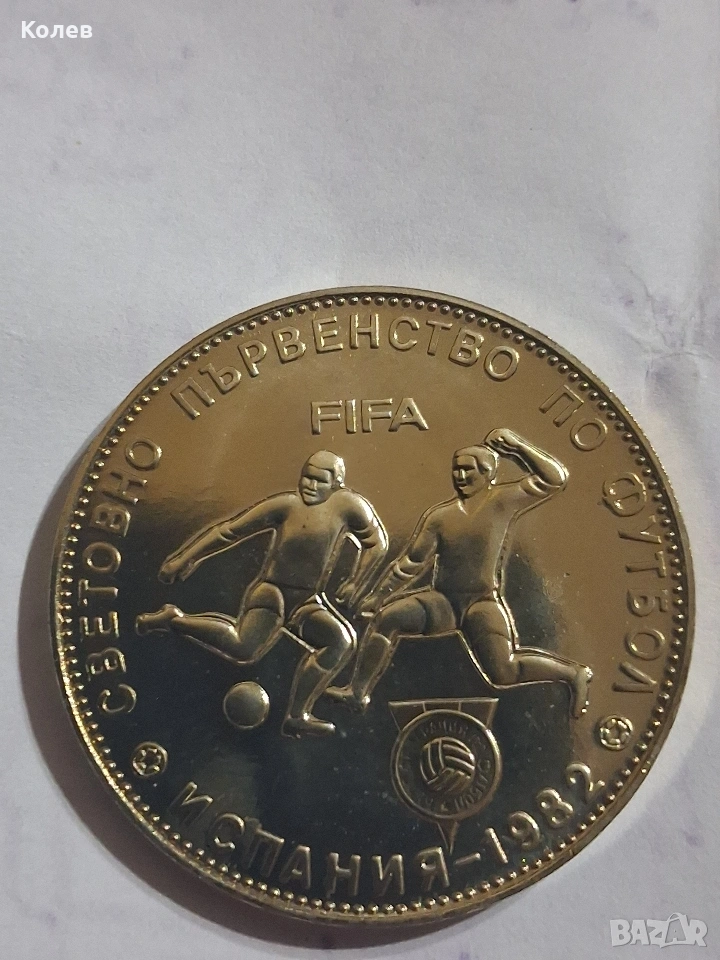 Колев
СВЕТОВНО ПЪРВЕНСТВО ПО ФУТБОЛ
FIFA
ИСПАНИЯ-1982
BAZAR